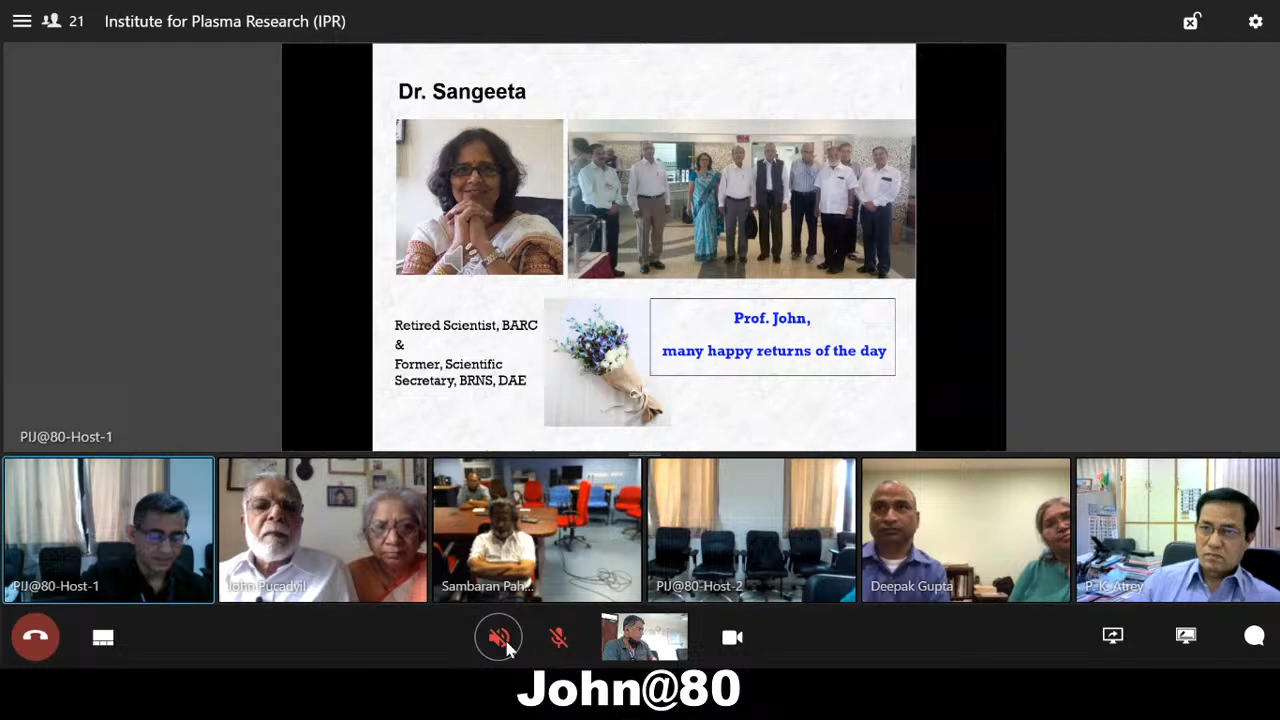 21 Institute for Plasma Research (IPR)
Dr. Sangeeta
Retired Scientist, BARC
&
Former, Scientific
Secretary, BRNS, DAE
Prof. John,
many happy returns of the day
PIJ@80-Host-1
PIJ@80-Host-1
John Pucadyil
Sambaran Pah...
PIJ@80-Host-2
Deepak Gupta
P. K. Atrey
John@80